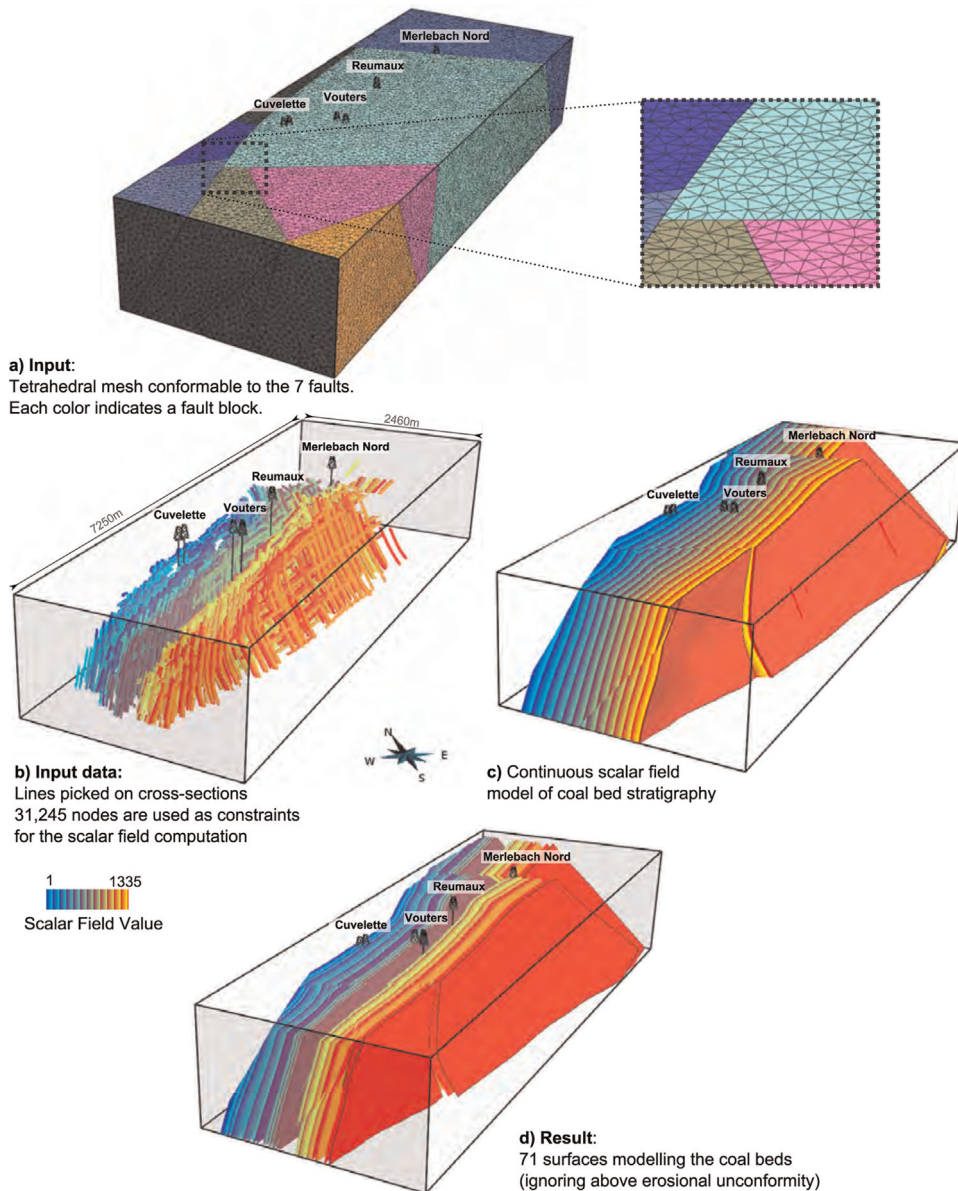 Merlebach Nord
Reumaux
Vouters
Cuvelette
a) Input:
Tetrahedral mesh conformable to the 7 faults.
Each color indicates a fault block.
2460m
7250m
Merlebach Nord
Reumaux
Vouters
Cuvelette
Merlebach Nord
Reumaux
Cuvelette
Vouters
N
W
E
S
b) Input data:
Lines picked on cross-sections
31,245 nodes are used as constraints
for the scalar field computation
c) Continuous scalar field
model of coal bed stratigraphy
1
1335
Scalar Field Value
Merlebach Nord
Reumaux
Vouters
Cuvelette
d) Result:
71 surfaces modelling the coal beds
(ignoring above erosional unconformity)